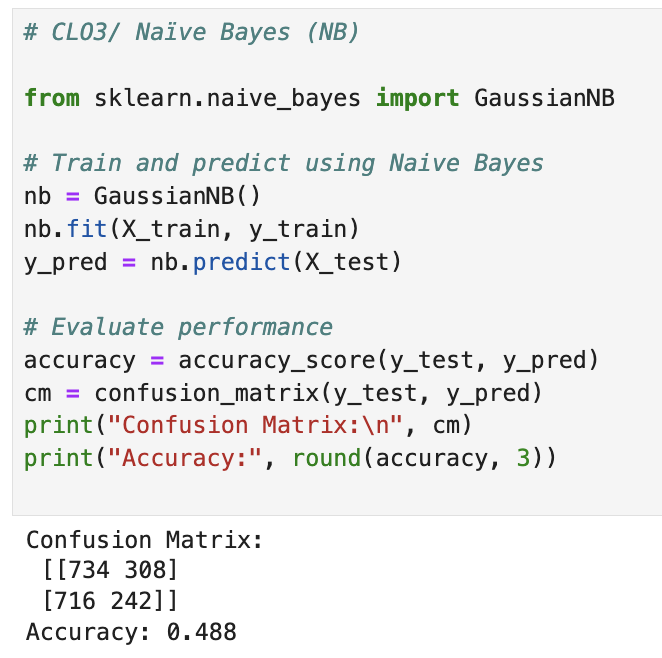 # CLO3/ Naïve Bayes (NB)
from sklearn.naive_bayes import GaussianNB
# Train and predict using Naive Bayes
nb = GaussianNB()
nb.fit(X_train, y_train)
y_pred = nb.predict(X_test)
# Evaluate performance
accuracy = accuracy_score(y_test, y_pred)
cm = confusion_matrix(y_test, y_pred)
print("Confusion Matrix:\n", cm)
print("Accuracy:", round(accuracy, 3))
Confusion Matrix:
[[734 308]
[716 242]]
Accuracy: 0.488